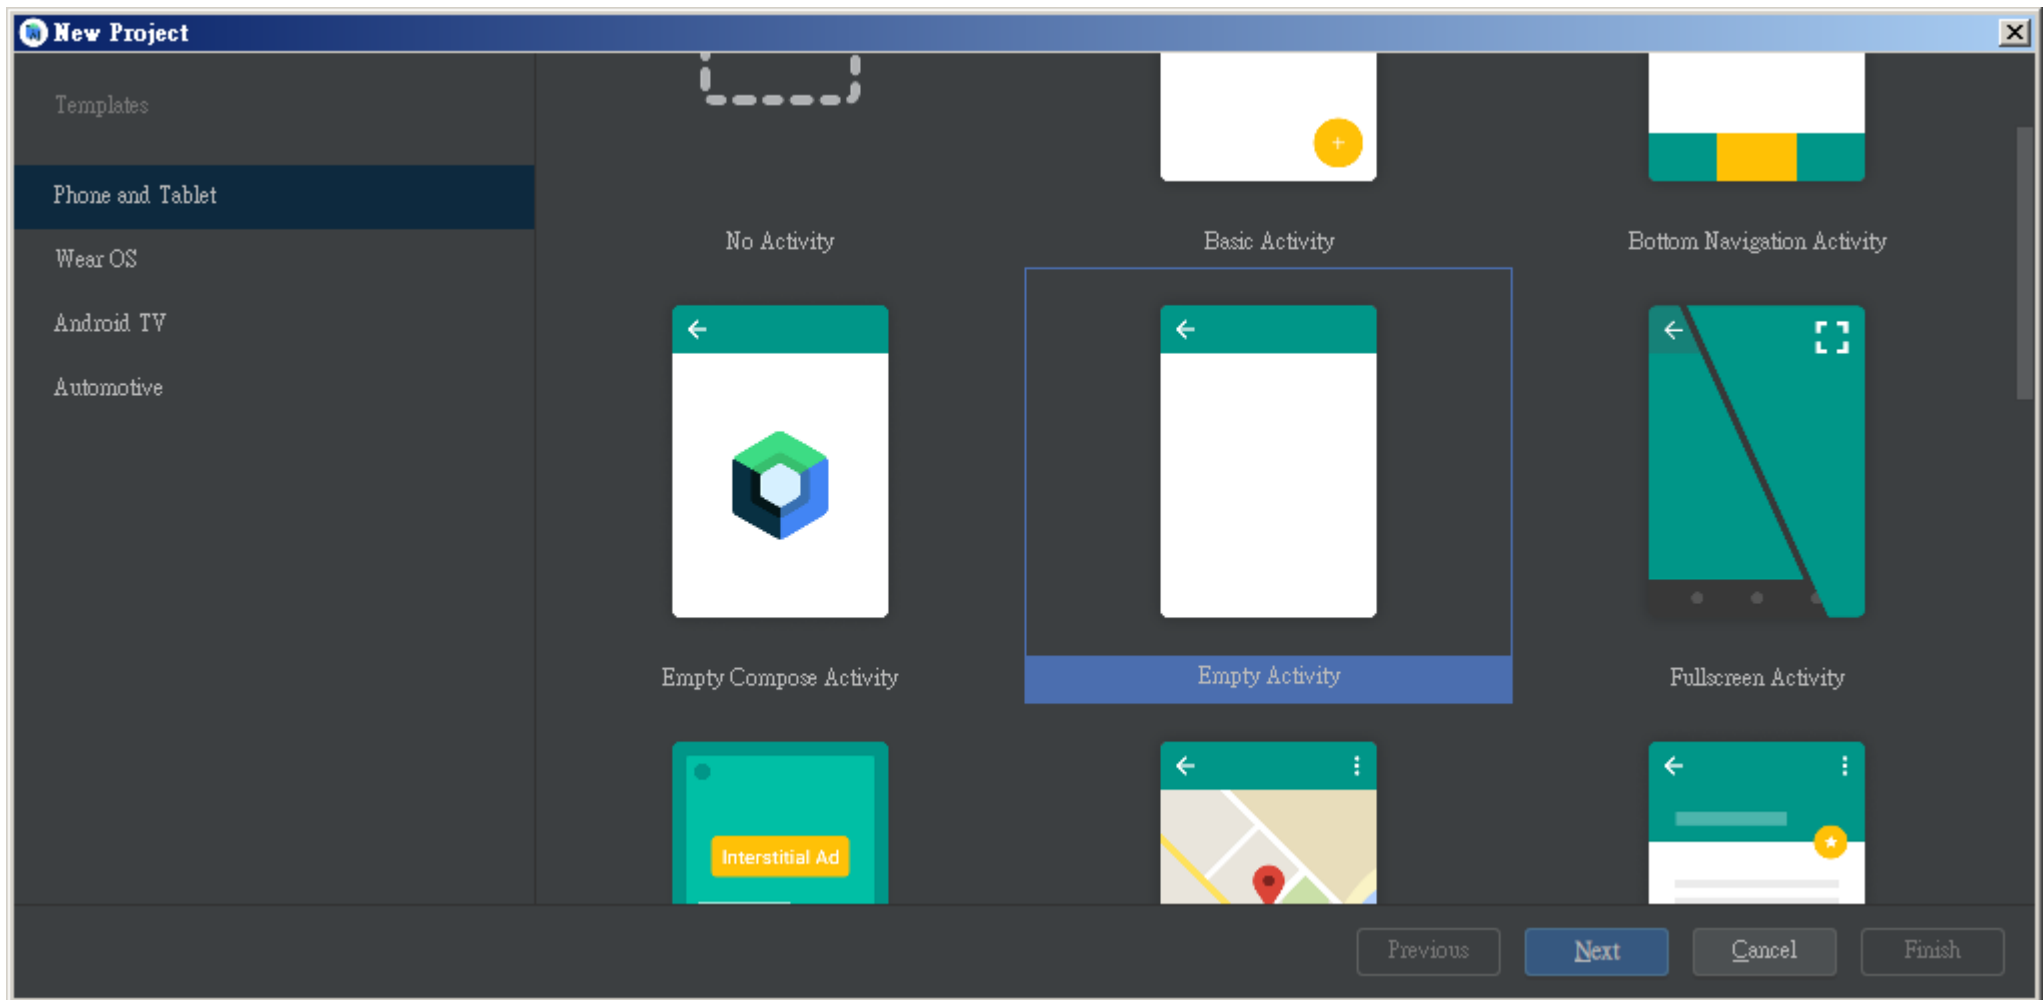 New Project
Templates
Phone and Tablet
Wear OS
Android TV
Automotive
No Activity
Basic Activity
Bottom Navigation Activity
Empty Compose Activity
Empty Activity
Fullscreen Activity
Interstitial Ad
Previous
Next
Cancel
Finish